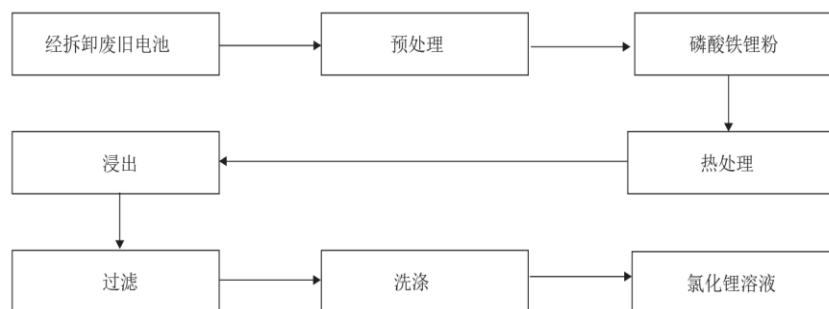 经拆卸废旧电池
预处理
磷酸铁锂粉
热处理
浸出
过滤
洗涤
氯化锂溶液